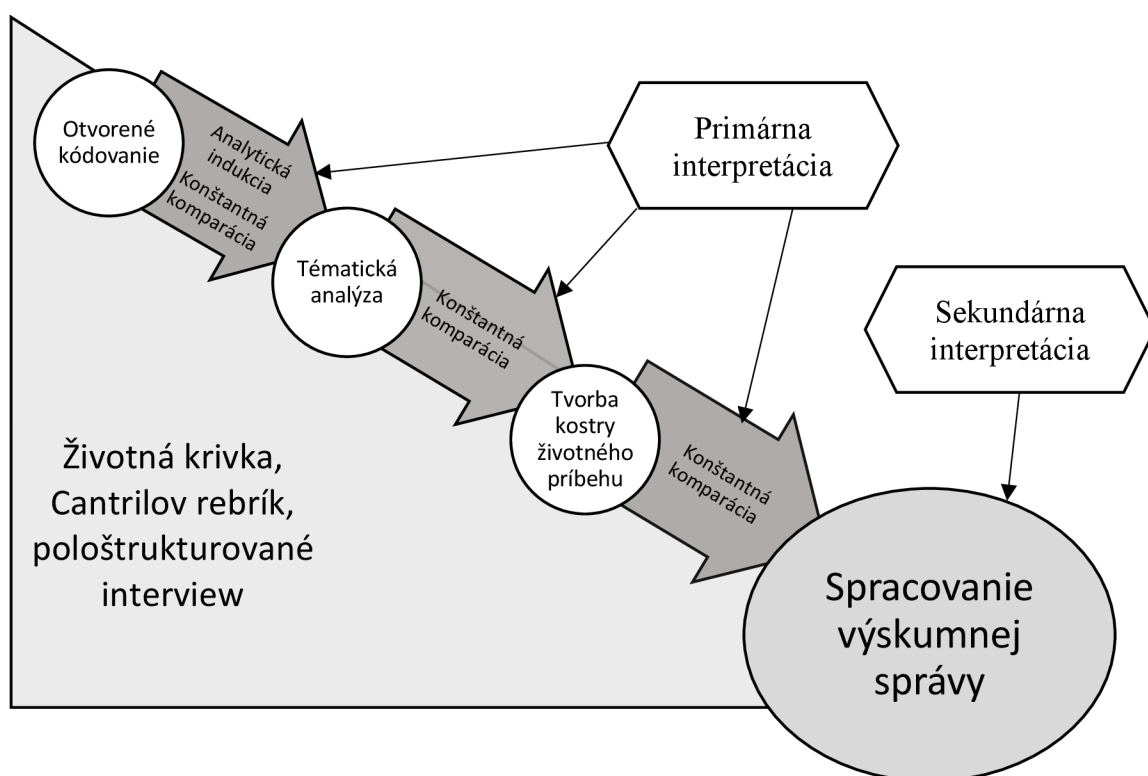 Otvorené
kódovanie
Analytická
indukcia
Konštantná
komparácia
Primárna
interpretácia
Tématická
analýza
Konštantná
komparácia
Sekundárna
interpretácia
Tvorba
kostry
životného
príbehu
Konštantná
komparácia
Životná krivka,
Cantrilov rebrík,
pološtrukturované
interview
Spracovanie
výskumnej
správy